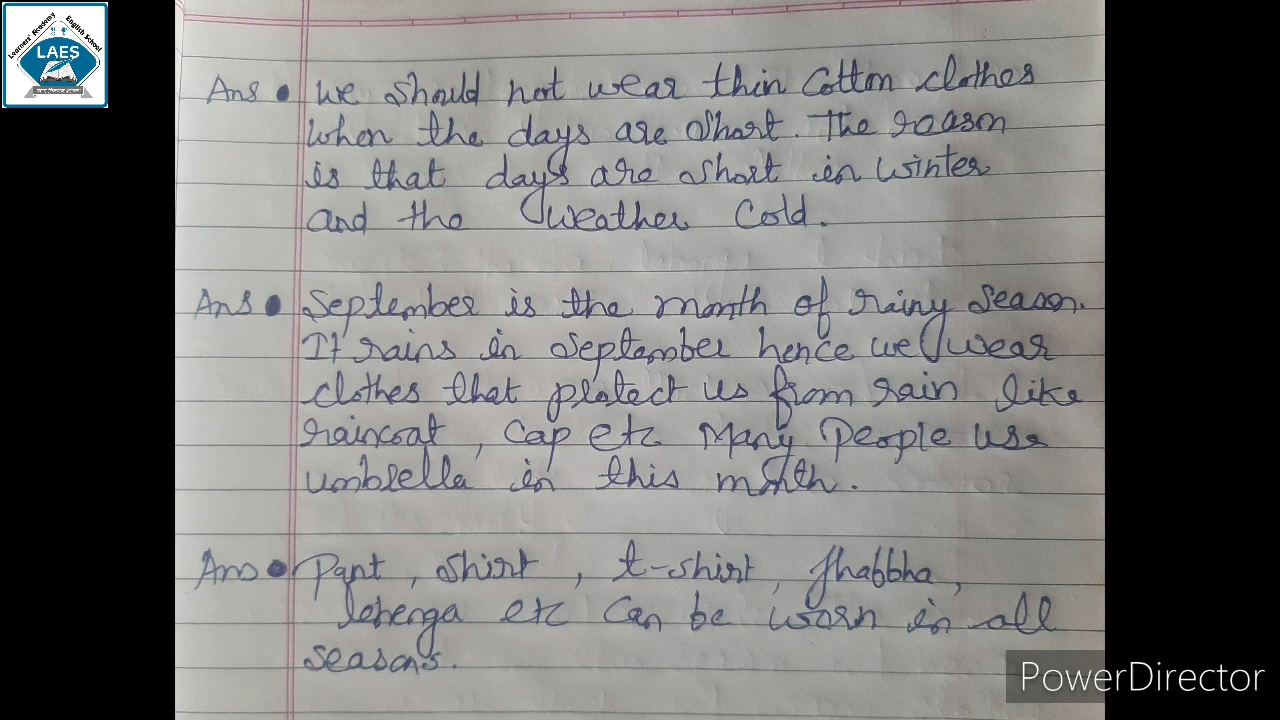 Learners' Academy English School
LAES
Ans • We should not wear thin Cotton clothes
when the days are short. The reason
is that days are short in winter
and the weather Cold.
Ans • September is the month of rainy Season.
It rains in September hence we wear
clothes that protect us from rain like
raincoat , Cap etc. Many People use
umbrella in this month.
Ans • Pant , shirt , t-shirt , Jhabbha ,
lehenga etc Can be worn in all
seasons.
PowerDirector